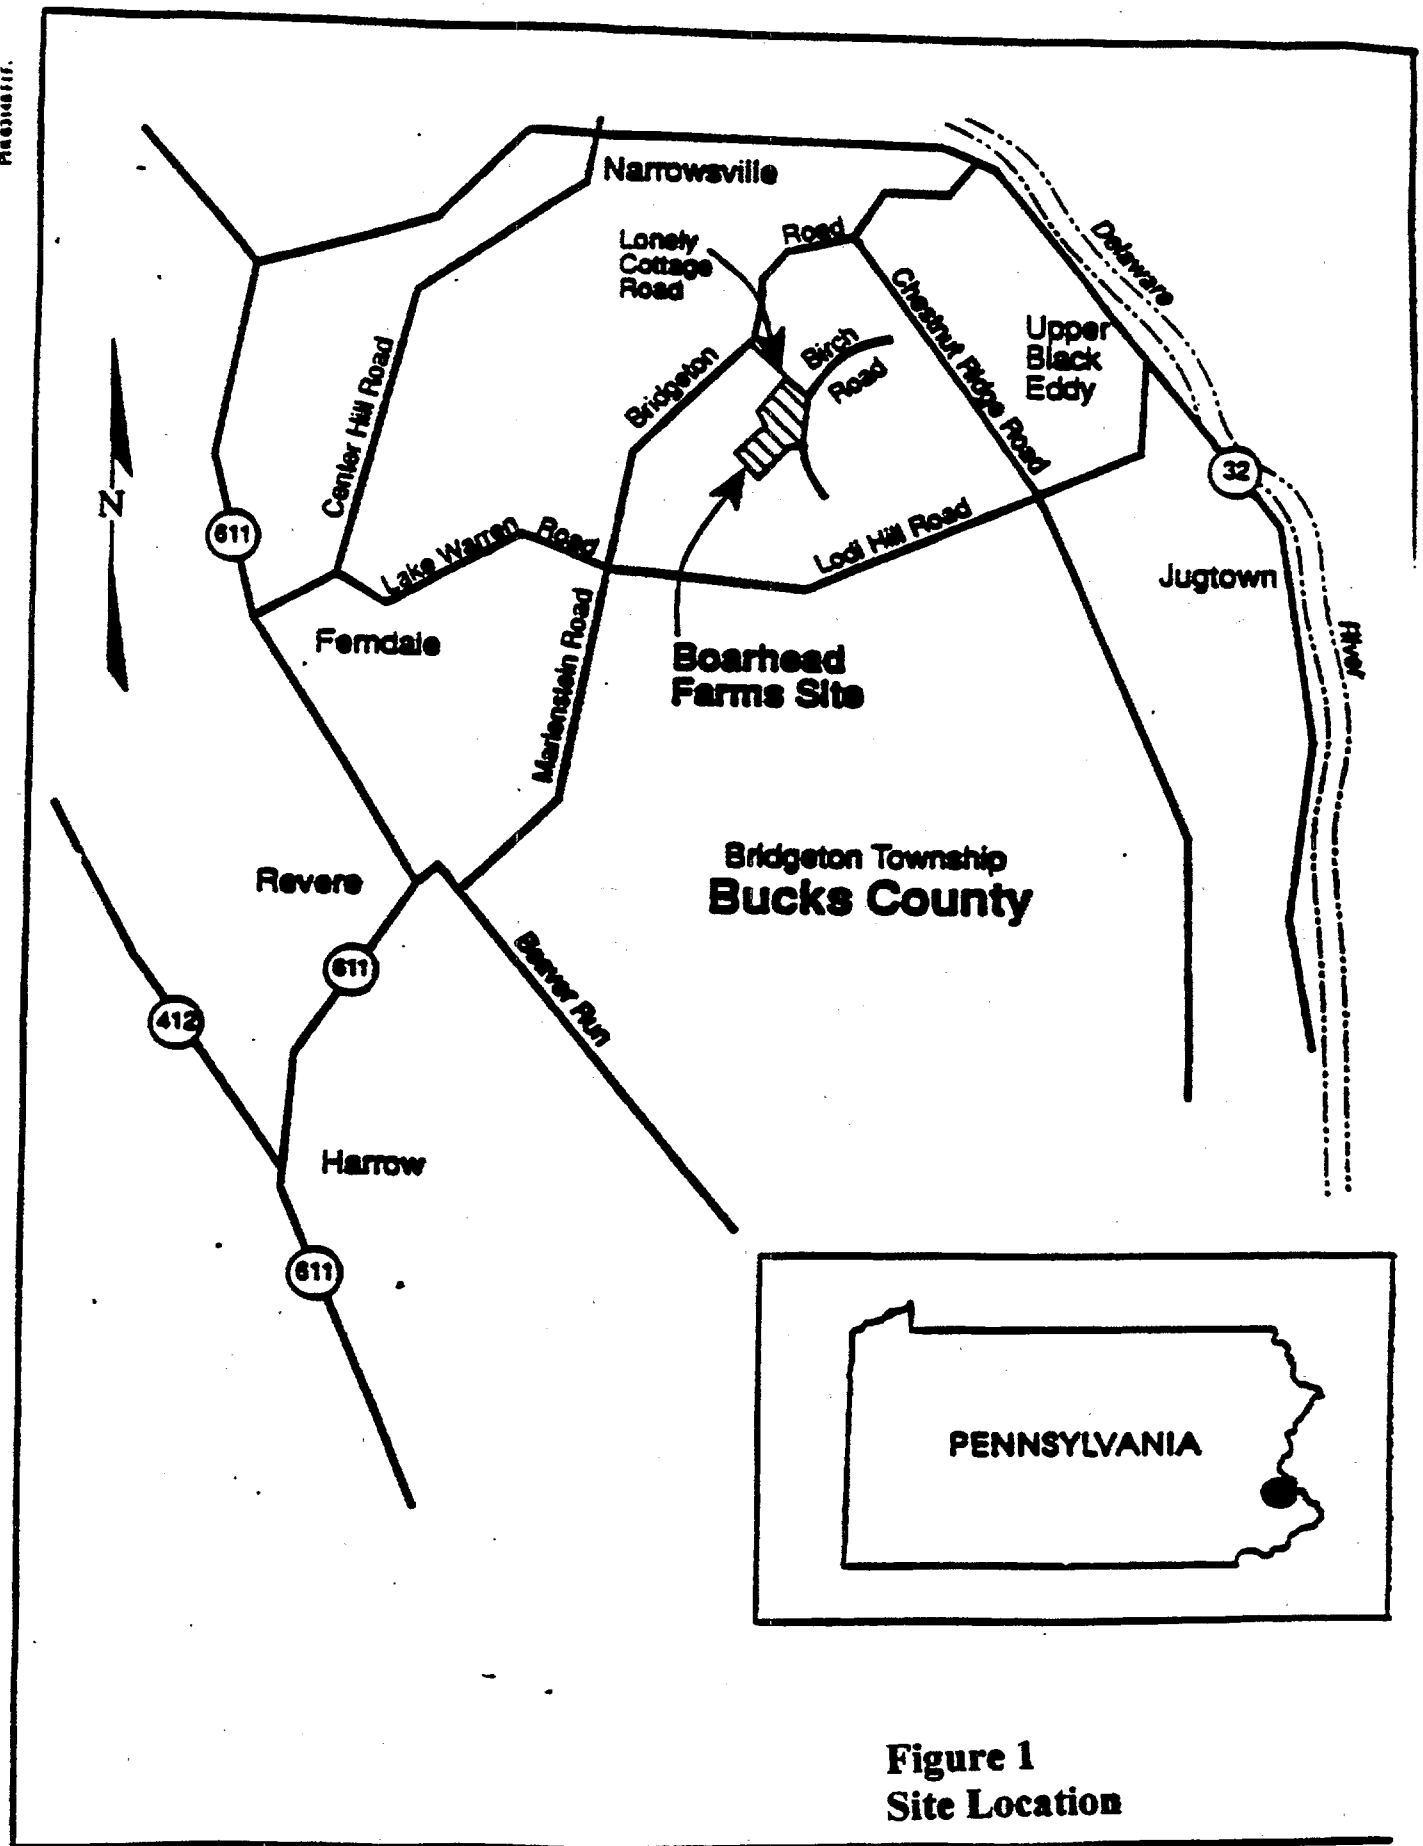 Narrowsville
Lonely
Cottage
Road
Road
Delaware
Chestnut Ridge Road
Upper
Black
Eddy
Birch
Road
Bridgeton
Center Hill Road
32
N
611
Lake Warren Road
Lodi Hill Road
Jugtown
Ferndale
Marienstein Road
River
Boarhead
Farms Site
Bridgeton Township
Bucks County
Revere
Beaver Run
611
412
Harrow
611
PENNSYLVANIA
Figure 1
Site Location